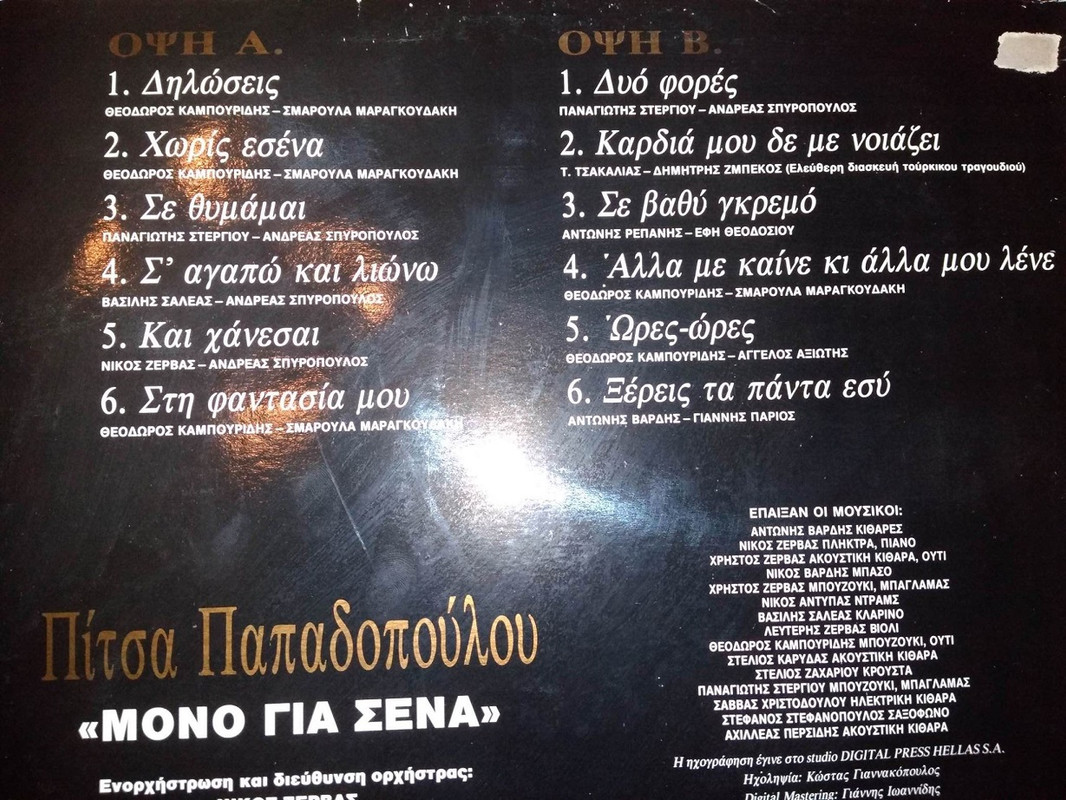 ΟΨΗ Α.
1. Δηλώσεις
ΘΕΟΔΩΡΟΣ ΚΑΜΠΟΥΡΙΔΗΣ – ΣΜΑΡΟΥΛΑ ΜΑΡΑΓΚΟΥΔΑΚΗ
2. Χωρίς εσένα
ΘΕΟΔΩΡΟΣ ΚΑΜΠΟΥΡΙΔΗΣ – ΣΜΑΡΟΥΛΑ ΜΑΡΑΓΚΟΥΔΑΚΗ
3. Σε θυμάμαι
ΠΑΝΑΓΙΩΤΗΣ ΣΤΕΡΓΙΟΥ – ΑΝΔΡΕΑΣ ΣΠΥΡΟΠΟΥΛΟΣ
4. Σ' αγαπώ και λιώνω
ΒΑΣΙΛΗΣ ΣΑΛΕΑΣ – ΑΝΔΡΕΑΣ ΣΠΥΡΟΠΟΥΛΟΣ
5. Και χάνεσαι
ΝΙΚΟΣ ΖΕΡΒΑΣ – ΑΝΔΡΕΑΣ ΣΠΥΡΟΠΟΥΛΟΣ
6. Στη φαντασία μου
ΘΕΟΔΩΡΟΣ ΚΑΜΠΟΥΡΙΔΗΣ – ΣΜΑΡΟΥΛΑ ΜΑΡΑΓΚΟΥΔΑΚΗ
ΟΨΗ Β.
1. Δυό φορές
ΠΑΝΑΓΙΩΤΗΣ ΣΤΕΡΓΙΟΥ – ΑΝΔΡΕΑΣ ΣΠΥΡΟΠΟΥΛΟΣ
2. Καρδιά μου δε με νοιάζει
Τ. ΤΣΑΚΑΛΙΑΣ – ΔΗΜΗΤΡΗΣ ΖΜΠΕΚΟΣ (Ελεύθερη διασκευή τούρκικου τραγουδιού)
3. Σε βαθύ γκρεμό
ΑΝΤΩΝΗΣ ΡΕΠΑΝΗΣ – ΕΦΗ ΘΕΟΔΟΣΙΟΥ
4. Ἄλλα με καίνε κι άλλα μου λένε
ΘΕΟΔΩΡΟΣ ΚΑΜΠΟΥΡΙΔΗΣ – ΣΜΑΡΟΥΛΑ ΜΑΡΑΓΚΟΥΔΑΚΗ
5. Ώρες-ώρες
ΘΕΟΔΩΡΟΣ ΚΑΜΠΟΥΡΙΔΗΣ – ΑΓΓΕΛΟΣ ΑΞΙΩΤΗΣ
6. Ξέρεις τα πάντα εσύ
ΑΝΤΩΝΗΣ ΒΑΡΔΗΣ – ΓΙΑΝΝΗΣ ΠΑΡΙΟΣ
Πίτσα Παπαδοπούλου
«ΜΟΝΟ ΓΙΑ ΣΕΝΑ»
Ενορχήστρωση και διεύθυνση ορχήστρας:
ΝΙΚΟΣ ΖΕΡΒΑΣ
ΕΠΑΙΞΑΝ ΟΙ ΜΟΥΣΙΚΟΙ:
ΑΝΤΩΝΗΣ ΒΑΡΔΗΣ ΚΙΘΑΡΕΣ
ΝΙΚΟΣ ΖΕΡΒΑΣ ΠΛΗΚΤΡΑ, ΠΙΑΝΟ
ΧΡΗΣΤΟΣ ΖΕΡΒΑΣ ΑΚΟΥΣΤΙΚΗ ΚΙΘΑΡΑ, ΟΥΤΙ
ΝΙΚΟΣ ΒΑΡΔΗΣ ΜΠΑΣΟ
ΧΡΗΣΤΟΣ ΖΕΡΒΑΣ ΜΠΟΥΖΟΥΚΙ, ΜΠΑΓΛΑΜΑΣ
ΝΙΚΟΣ ΑΝΤΥΠΑΣ ΝΤΡΑΜΣ
ΒΑΣΙΛΗΣ ΣΑΛΕΑΣ ΚΛΑΡΙΝΟ
ΛΕΥΤΕΡΗΣ ΖΕΡΒΑΣ ΒΙΟΛΙ
ΘΕΟΔΩΡΟΣ ΚΑΜΠΟΥΡΙΔΗΣ ΜΠΟΥΖΟΥΚΙ, ΟΥΤΙ
ΣΤΕΛΙΟΣ ΚΑΡΥΔΑΣ ΑΚΟΥΣΤΙΚΗ ΚΙΘΑΡΑ
ΣΤΕΛΙΟΣ ΖΑΧΑΡΙΟΥ ΚΡΟΥΣΤΑ
ΠΑΝΑΓΙΩΤΗΣ ΣΤΕΡΓΙΟΥ ΜΠΟΥΖΟΥΚΙ, ΜΠΑΓΛΑΜΑΣ
ΣΑΒΒΑΣ ΧΡΙΣΤΟΔΟΥΛΟΥ ΗΛΕΚΤΡΙΚΗ ΚΙΘΑΡΑ
ΣΤΕΦΑΝΟΣ ΣΤΕΦΑΝΟΠΟΥΛΟΣ ΣΑΞΟΦΩΝΟ
ΑΧΙΛΛΕΑΣ ΠΕΡΣΙΔΗΣ ΑΚΟΥΣΤΙΚΗ ΚΙΘΑΡΑ
Η ηχογράφηση έγινε στο studio DIGITAL PRESS HELLAS S.A.
Ηχοληψία: Κώστας Γιαννακόπουλος
Digital Mastering: Γιάννης Ιωαννίδης